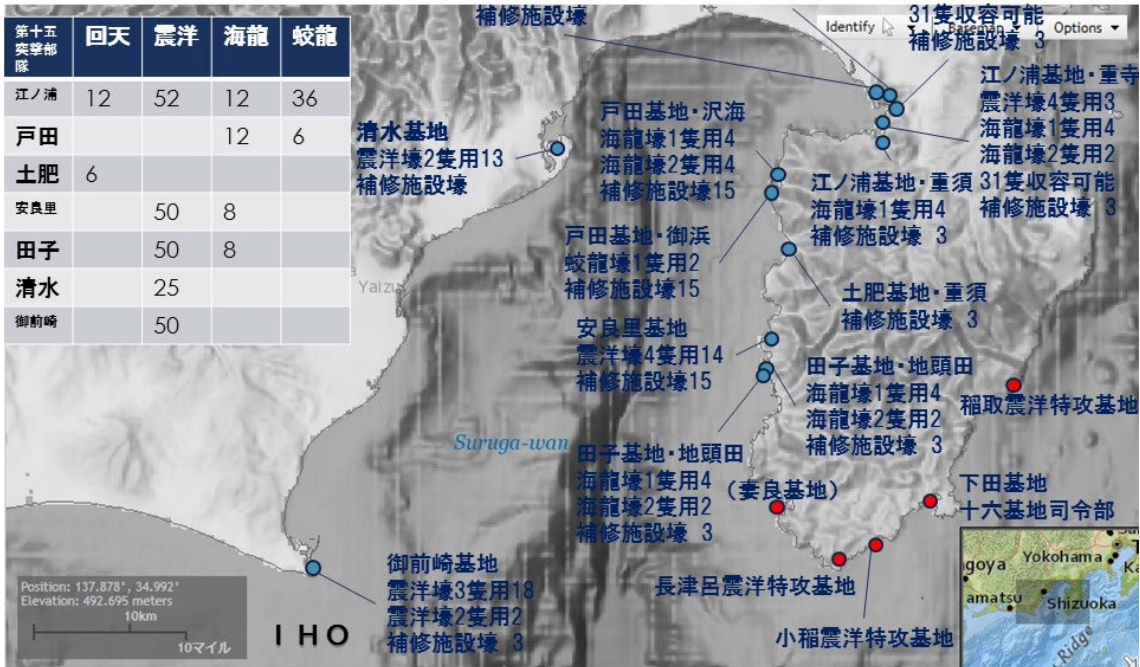 第十五
突撃部
隊
回天 震洋 海龍 蛟龍
江ノ浦 12 52 12 36
戸田 12 6
土肥 6
安良里 50 8
田子 50 8
清水 25
御前崎 50
補修施設壕
31隻収容可能
補修施設壕 3
Identify
Basemap
Options
江ノ浦基地・重寺
震洋壕4隻用3
海龍壕1隻用4
海龍壕2隻用2
31隻収容可能
補修施設壕 3
清水基地
震洋壕2隻用13
補修施設壕
戸田基地・沢海
海龍壕1隻用4
海龍壕2隻用4
補修施設壕15
江ノ浦基地・重須
海龍壕1隻用4
補修施設壕 3
戸田基地・御浜
蛟龍壕1隻用2
補修施設壕15
土肥基地・重須
補修施設壕 3
Yaizu
安良里基地
震洋壕4隻用14
補修施設壕15
田子基地・地頭田
海龍壕1隻用4
海龍壕2隻用2
補修施設壕 3
稲取震洋特攻基地
Suruga-wan
田子基地・地頭田
海龍壕1隻用4
海龍壕2隻用2
補修施設壕 3
(妻良基地)
下田基地
十六基地司令部
御前崎基地
震洋壕3隻用18
震洋壕2隻用2
補修施設壕 3
長津呂震洋特攻基地
小稲震洋特攻基地
Position: 137.878°, 34.992°
Elevation: 492.695 meters
10km
10マイル
IHO
Yokohama
goya
amatsu
Shizuoka
Ridge